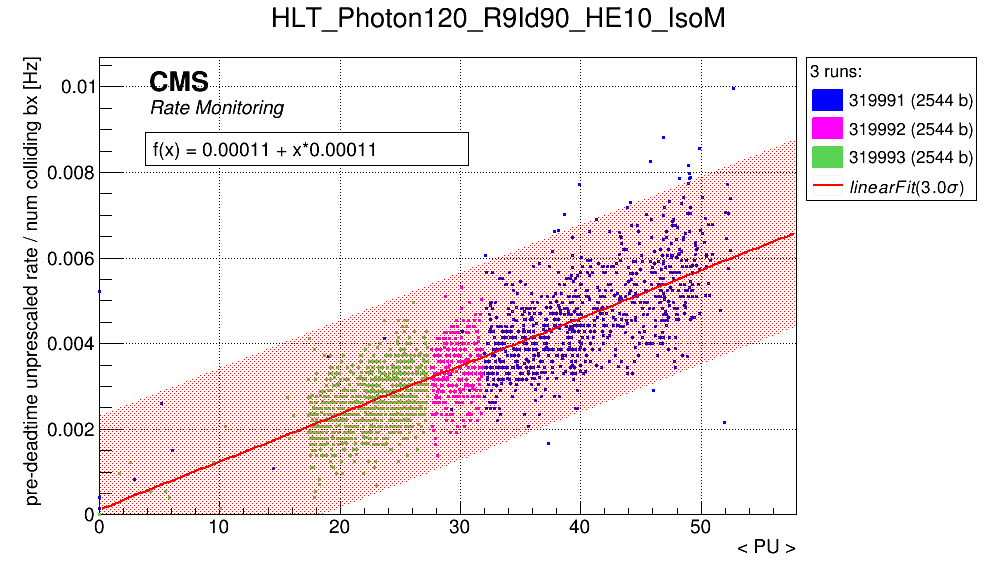 HLT_Photon120_R9Id90_HE10_IsoM
pre-deadtime unprescaled rate / num colliding bx [Hz]
CMS
Rate Monitoring
f(x) = 0.00011 + x*0.00011
0.01
0.008
0.006
0.004
0.002
0
0 10 20 30 40 50
< PU >
3 runs:
319991 (2544 b)
319992 (2544 b)
319993 (2544 b)
linearFit(3.0σ)